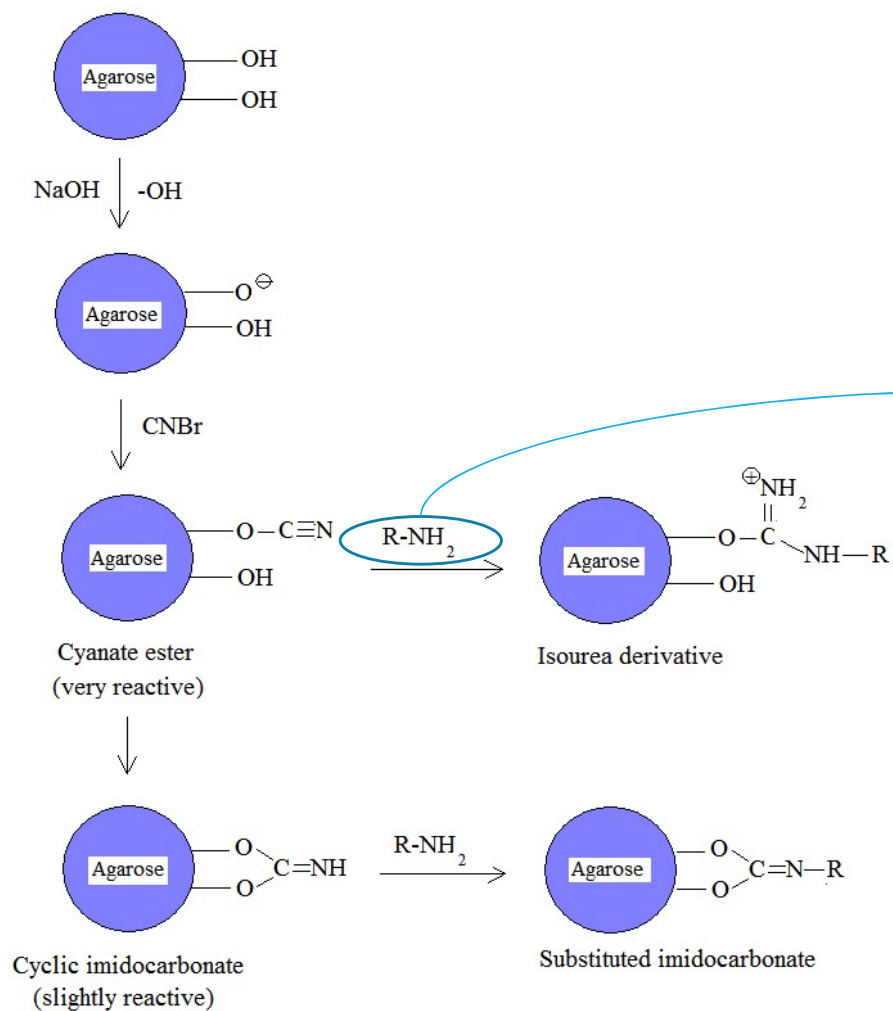 Agarose
OH
OH
NaOH -OH
Agarose
O ⊖
OH
CNBr
Agarose
O-C≡N
OH
R-NH2
Agarose
⊕NH2
O-C
NH-R
OH
Cyanate ester
(very reactive)
Isourea derivative
Agarose
O
O
C=NH
R-NH2
Agarose
O
O
C=N-R
Cyclic imidocarbonate
(slightly reactive)
Substituted imidocarbonate